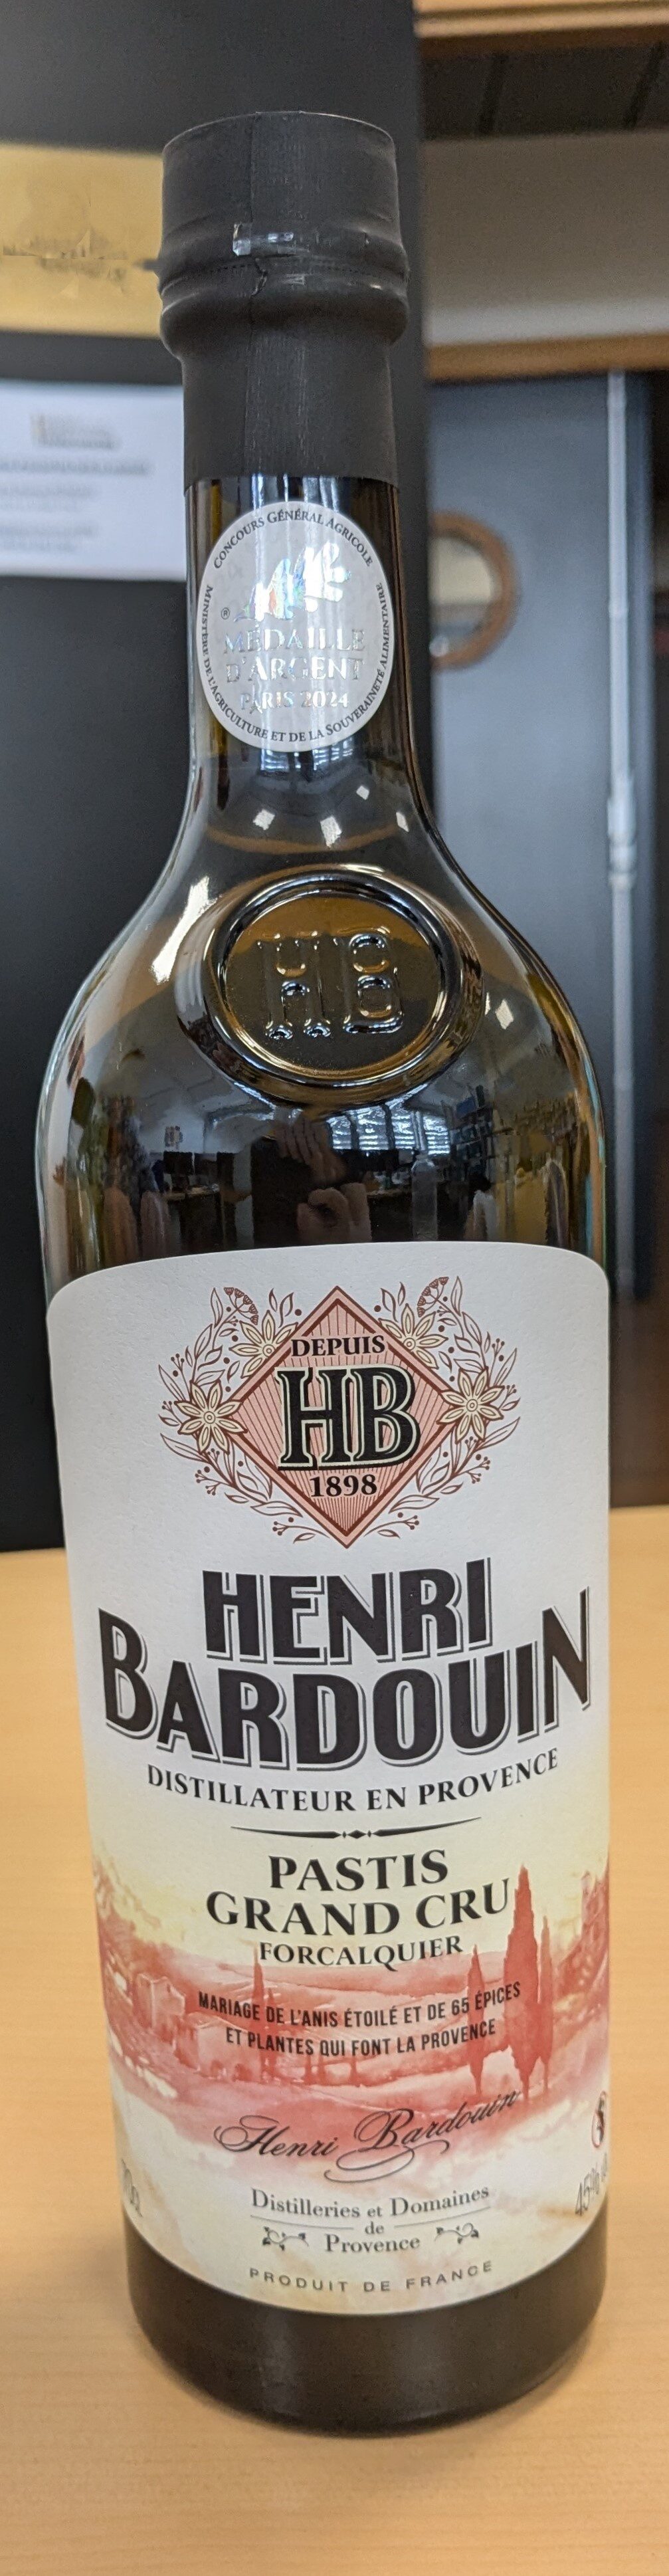 CONCOURS GÉNÉRAL AGRICOLE
®
MÉDAILLE
D'ARGENT
PARIS 2024
MINISTÈRE DE L'AGRICULTURE ET DE LA SOUVERAINETÉ ALIMENTAIRE
HB
DEPUIS
HB
1898
HENRI
BARDOUIN
DISTILLATEUR EN PROVENCE
PASTIS
GRAND CRU
FORCALQUIER
MARIAGE DE L'ANIS ÉTOILÉ ET DE 65 ÉPICES
ET PLANTES QUI FONT LA PROVENCE
Henri Bardouin
45%
Distilleries et Domaines
de
Provence
PRODUIT DE FRANCE